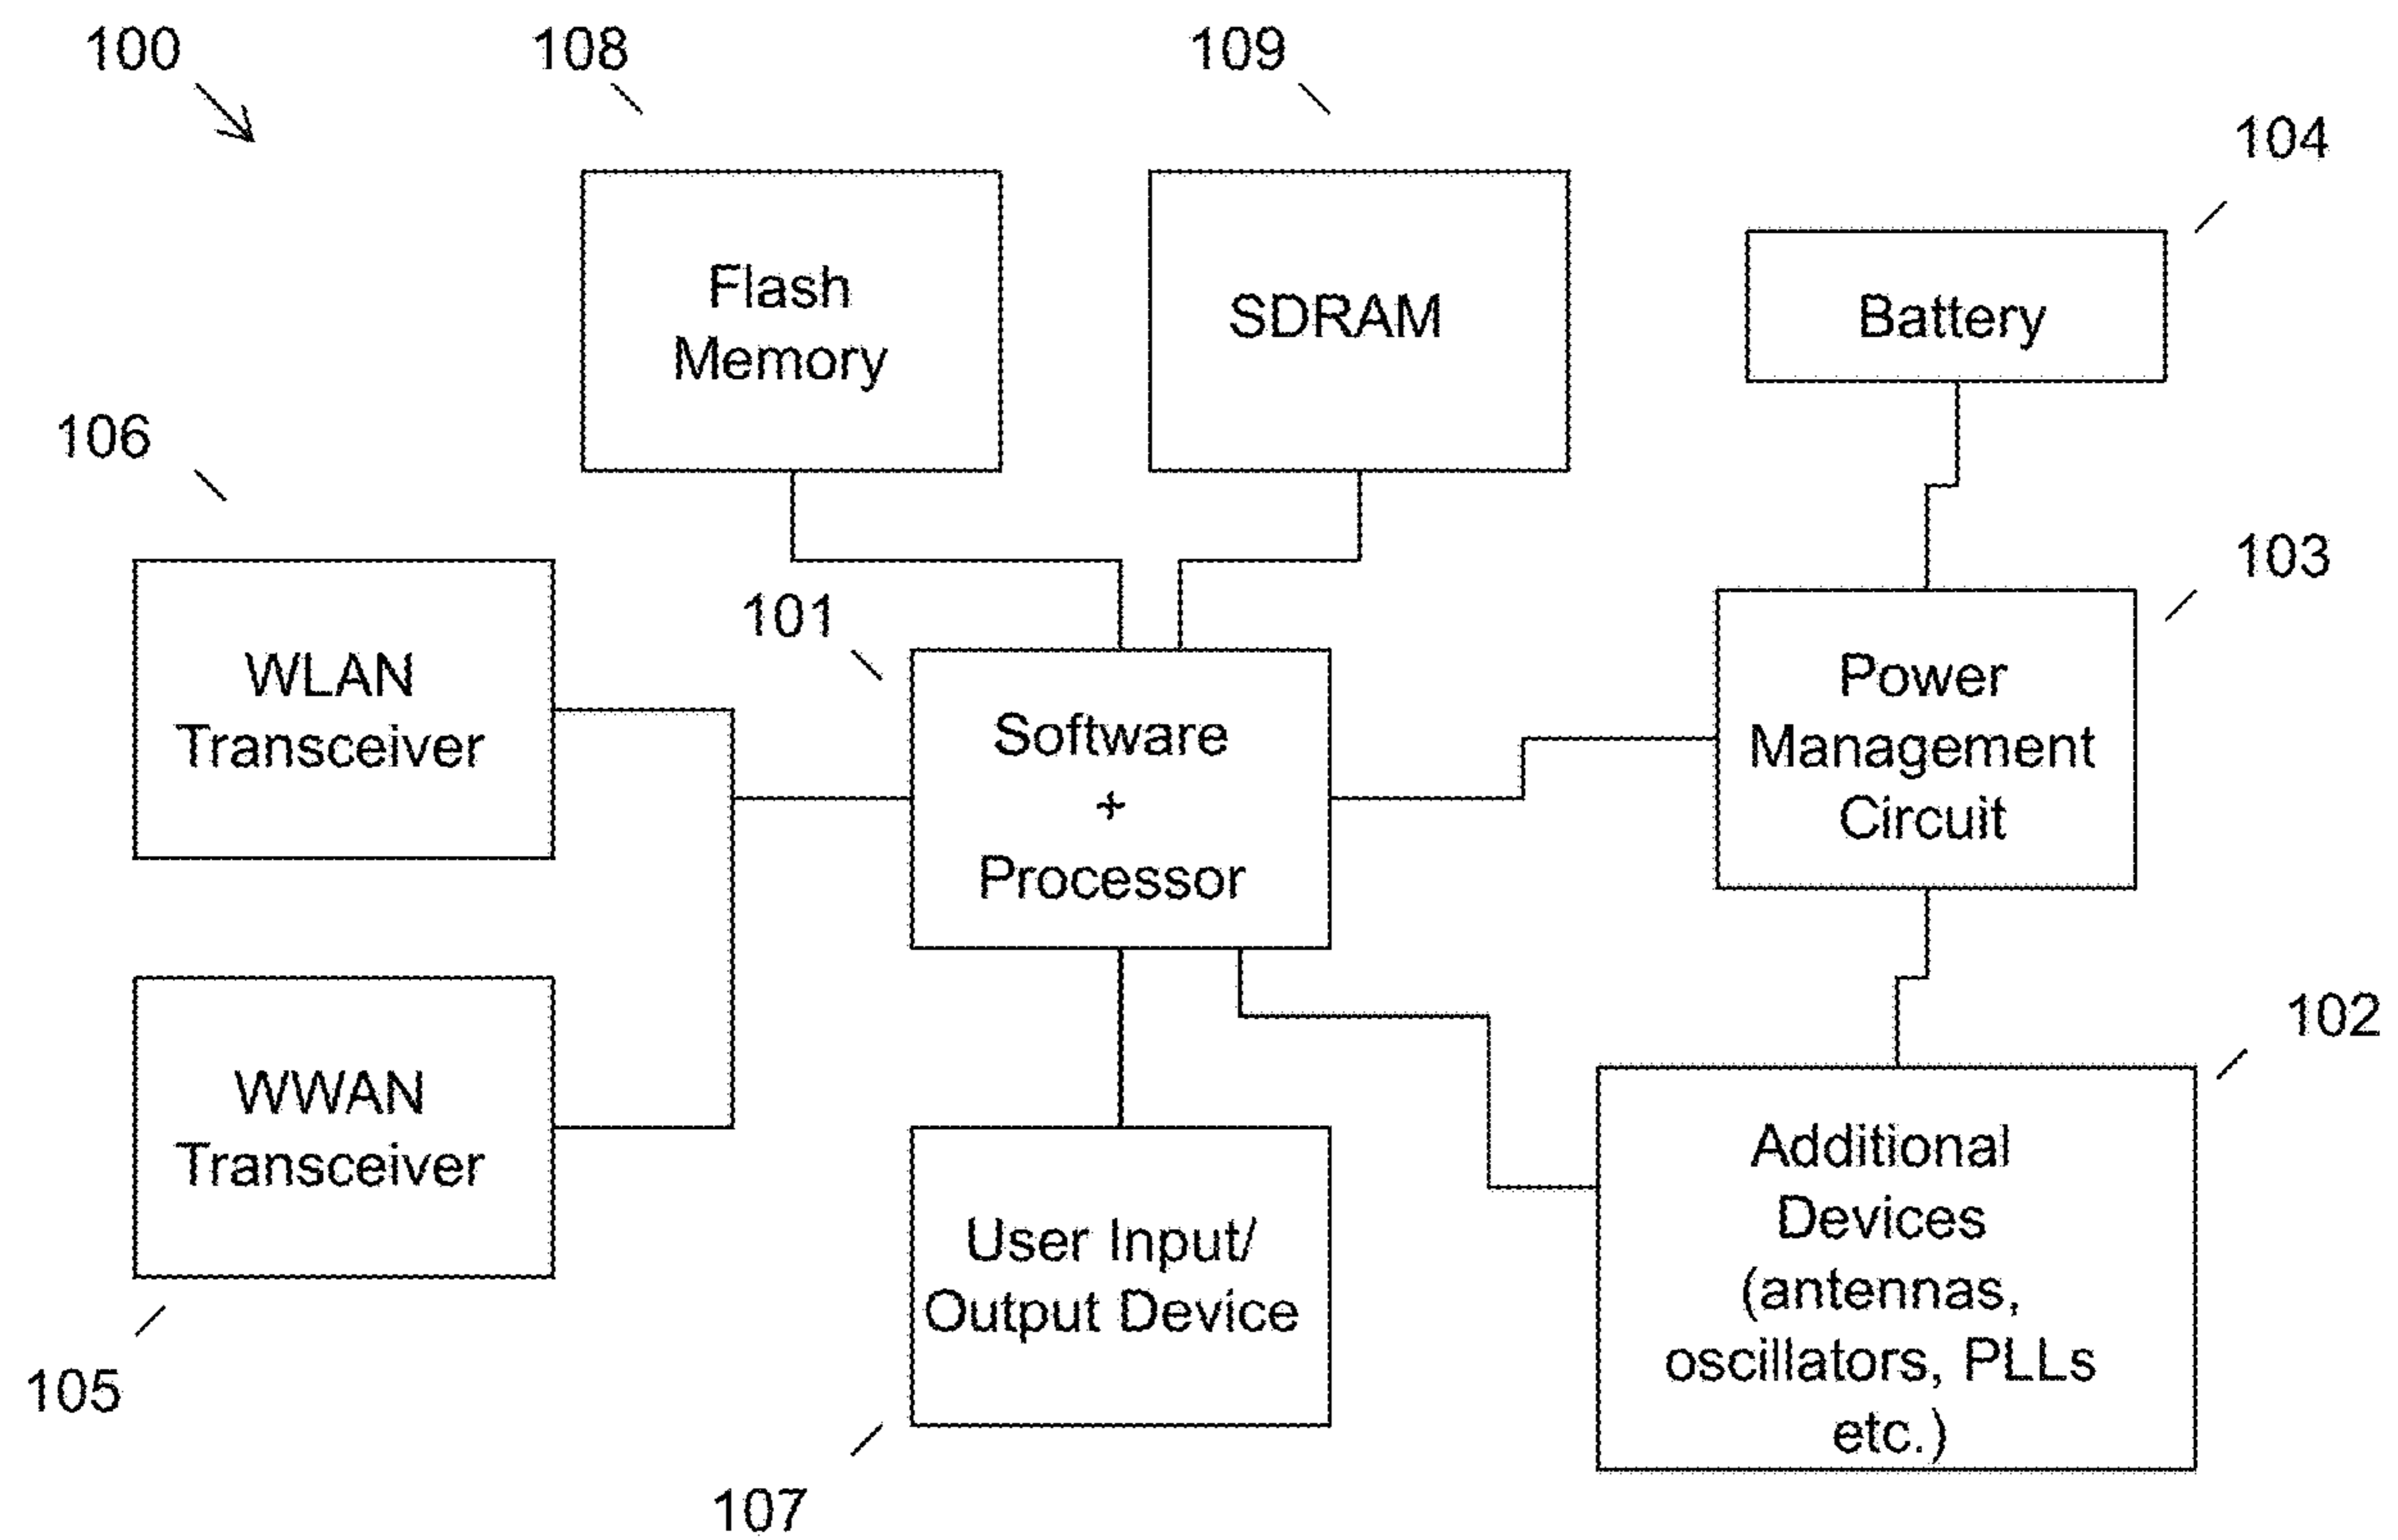 100
108
109
104
Flash
Memory
SDRAM
Battery
106
103
101
WLAN
Transceiver
Software
+
Processor
Power
Management
Circuit
102
WWAN
Transceiver
User Input/
Output Device
Additional
Devices
(antennas,
oscillators, PLLs
etc.)
105
107